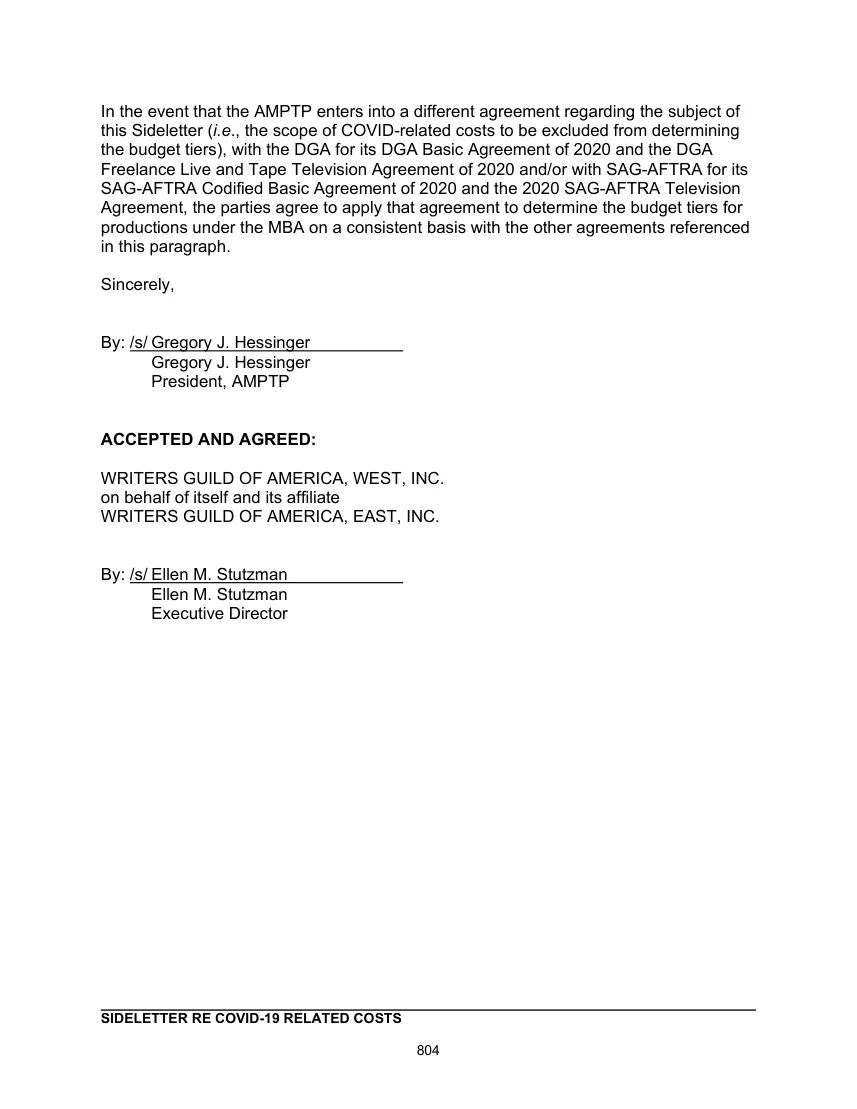 In the event that the AMPTP enters into a different agreement regarding the subject of
this Sideletter (i.e., the scope of COVID-related costs to be excluded from determining
the budget tiers), with the DGA for its DGA Basic Agreement of 2020 and the DGA
Freelance Live and Tape Television Agreement of 2020 and/or with SAG-AFTRA for its
SAG-AFTRA Codified Basic Agreement of 2020 and the 2020 SAG-AFTRA Television
Agreement, the parties agree to apply that agreement to determine the budget tiers for
productions under the MBA on a consistent basis with the other agreements referenced
in this paragraph.
Sincerely,
By: /s/ Gregory J. Hessinger
Gregory J. Hessinger
President, AMPTP
ACCEPTED AND AGREED:
WRITERS GUILD OF AMERICA, WEST, INC.
on behalf of itself and its affiliate
WRITERS GUILD OF AMERICA, EAST, INC.
By: /s/ Ellen M. Stutzman
Ellen M. Stutzman
Executive Director
SIDELETTER RE COVID-19 RELATED COSTS
804